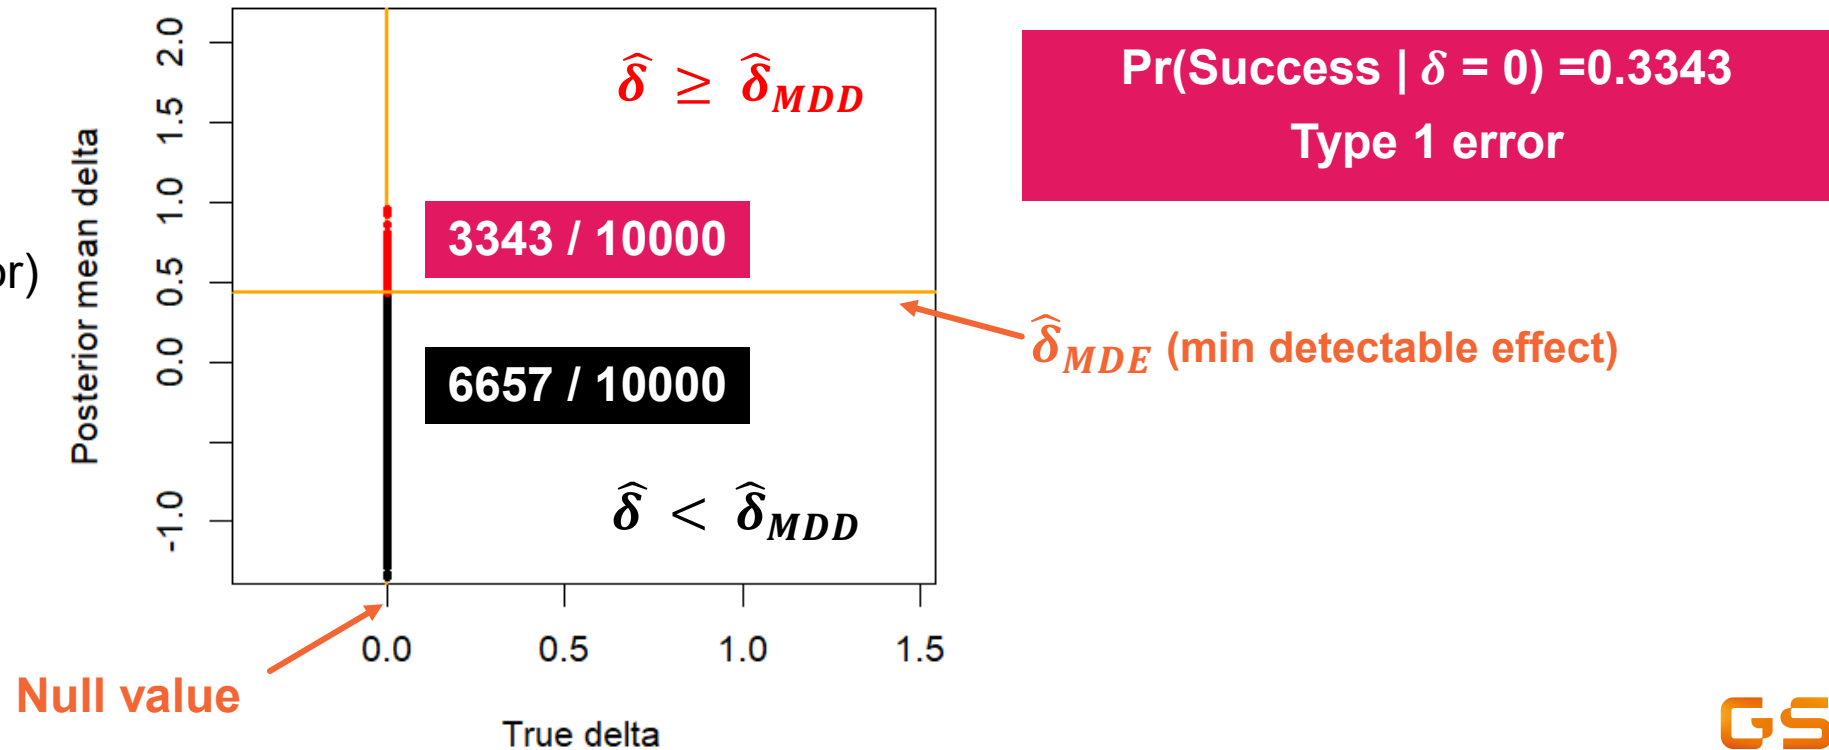 or)
Posterior mean delta
2.0
1.5
1.0
0.5
0.0
-1.0
δ̂ ≥ δ̂MDD
3343 / 10000
6657 / 10000
δ̂ < δ̂MDD
0.0 0.5 1.0 1.5
True delta
Null value
Pr(Success | δ = 0) =0.3343
Type 1 error
δ̂MDE (min detectable effect)
GS